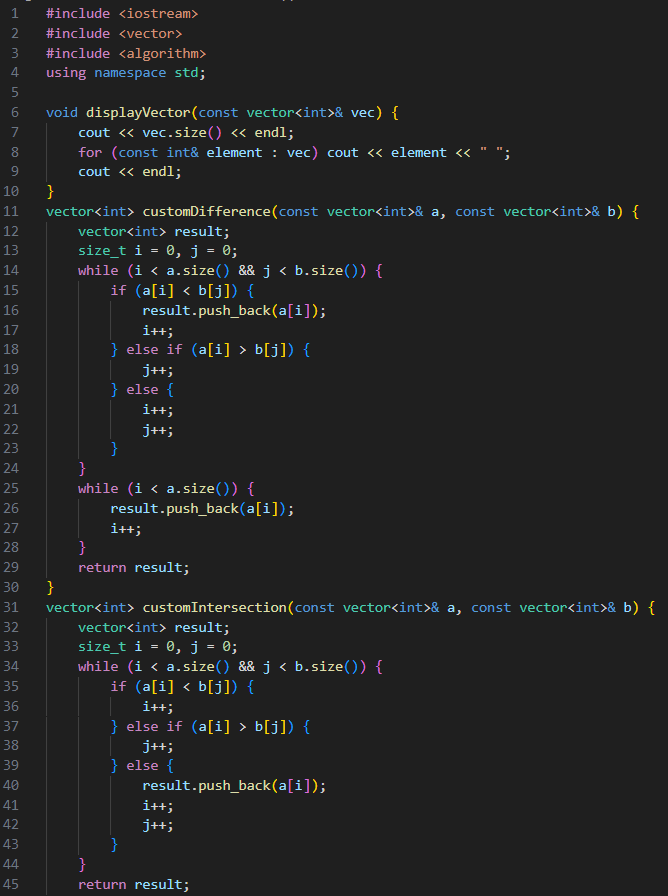 1 #include <iostream>
2 #include <vector>
3 #include <algorithm>
4 using namespace std;
5
6 void displayVector(const vector<int>& vec) {
7     cout << vec.size() << endl;
8     for (const int& element : vec) cout << element << " ";
9     cout << endl;
10 }
11 vector<int> customDifference(const vector<int>& a, const vector<int>& b) {
12     vector<int> result;
13     size_t i = 0, j = 0;
14     while (i < a.size() && j < b.size()) {
15         if (a[i] < b[j]) {
16             result.push_back(a[i]);
17             i++;
18         } else if (a[i] > b[j]) {
19             j++;
20         } else {
21             i++;
22             j++;
23         }
24     }
25     while (i < a.size()) {
26         result.push_back(a[i]);
27         i++;
28     }
29     return result;
30 }
31 vector<int> customIntersection(const vector<int>& a, const vector<int>& b) {
32     vector<int> result;
33     size_t i = 0, j = 0;
34     while (i < a.size() && j < b.size()) {
35         if (a[i] < b[j]) {
36             i++;
37         } else if (a[i] > b[j]) {
38             j++;
39         } else {
40             result.push_back(a[i]);
41             i++;
42             j++;
43         }
44     }
45     return result;